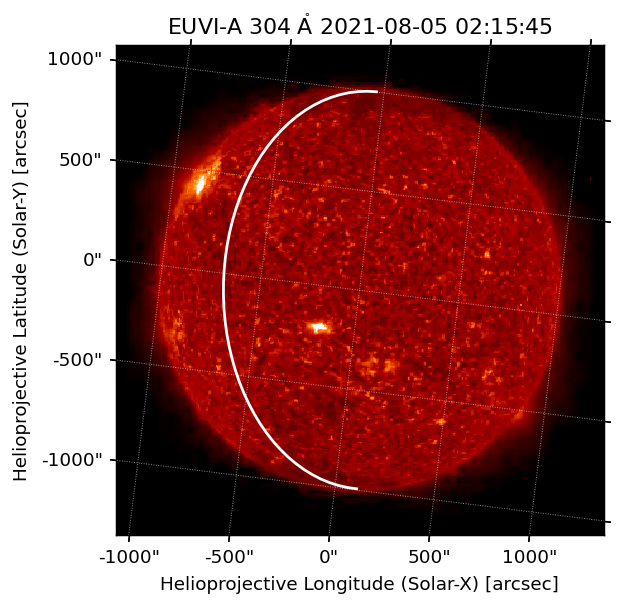 EUVI-A 304 Å 2021-08-05 02:15:45
1000"
500"
0"
-500"
-1000"
Helioprojective Latitude (Solar-Y) [arcsec]
-1000" -500" 0" 500" 1000"
Helioprojective Longitude (Solar-X) [arcsec]